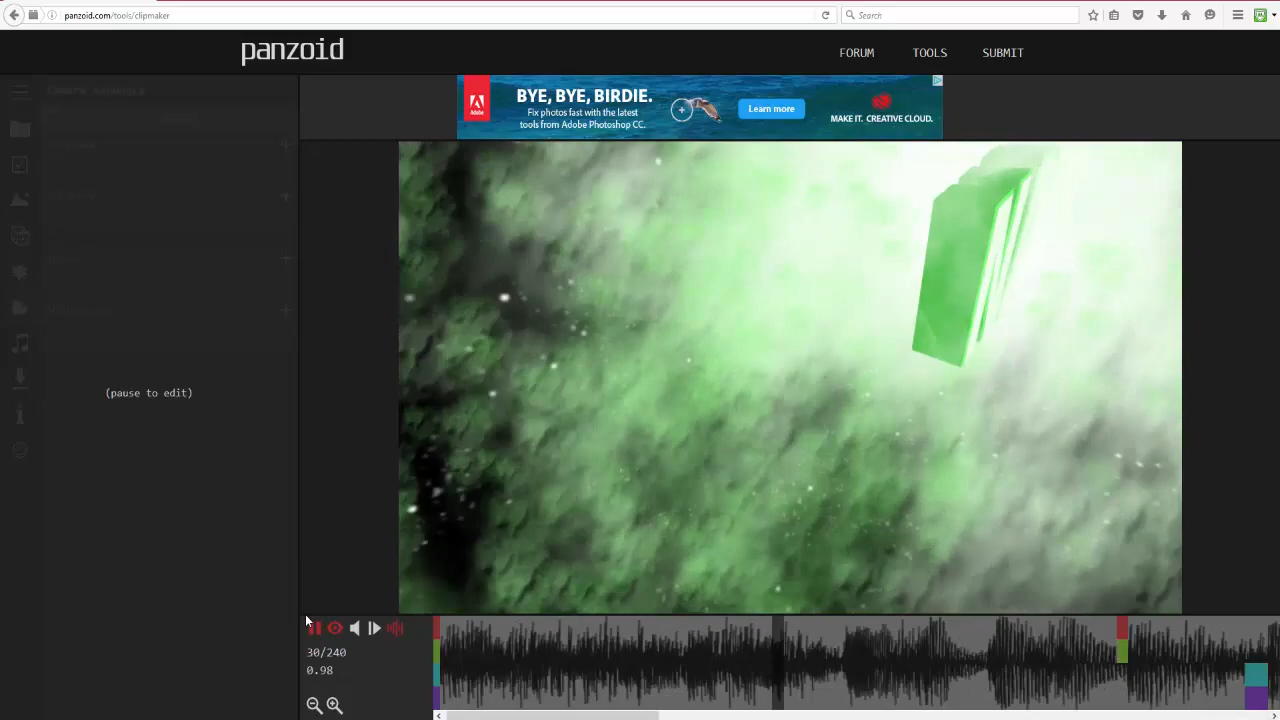 panzoid.com/tools/clipmaker
Search
panzoid
FORUM
TOOLS
SUBMIT
BYE, BYE, BIRDIE.
Fix photos fast with the latest
tools from Adobe Photoshop CC.
Learn more
MAKE IT. CREATIVE CLOUD.
Adobe
(pause to edit)
30/240
0.98